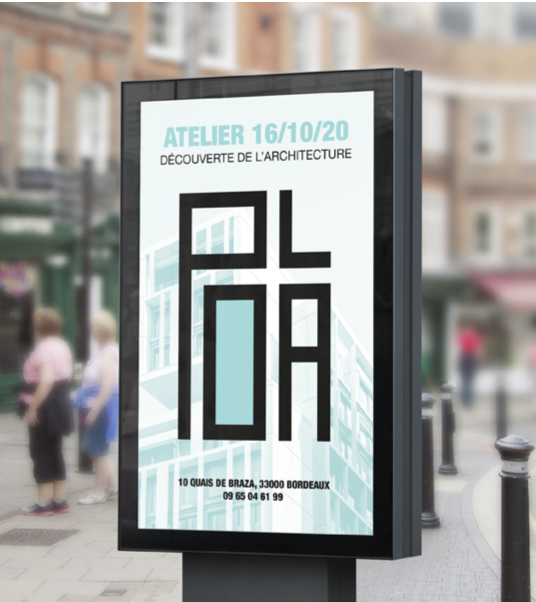 ATELIER 16/10/20
DÉCOUVERTE DE L'ARCHITECTURE
PL
OA
10 QUAIS DE BRAZA, 33000 BORDEAUX
09 65 04 61 99